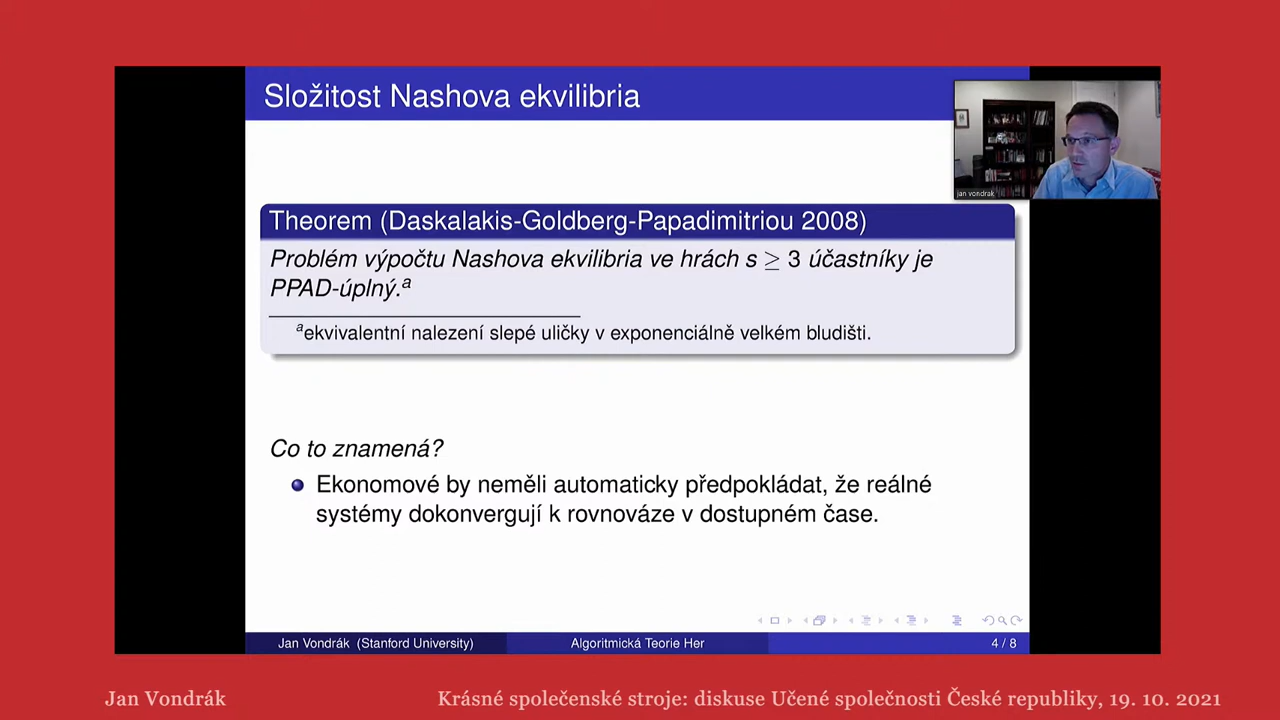 Složitost Nashova ekvilibria
jan vondrak
Theorem (Daskalakis-Goldberg-Papadimitriou 2008)
Problém výpočtu Nashova ekvilibria ve hrách s ≥ 3 účastníky je
PPAD-úplný.ᵃ
ᵃekvivalentní nalezení slepé uličky v exponenciálně velkém bludišti.
Co to znamená?
Ekonomové by neměli automaticky předpokládat, že reálné
systémy dokonvergují k rovnováze v dostupném čase.
Jan Vondrák (Stanford University)
Algoritmická Teorie Her
4 / 8
Jan Vondrák
Krásné společenské stroje: diskuse Učené společnosti České republiky, 19. 10. 2021